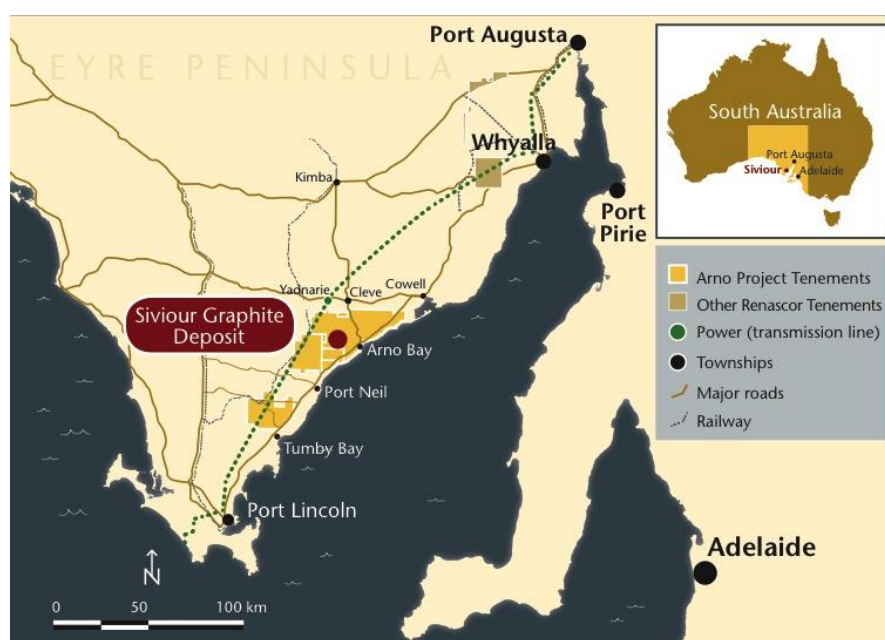 EYRE PENINSULA
Port Augusta
Whyalla
Kimba
Port
Pirie
Yadnarie
Cleve
Cowell
Siviour Graphite
Deposit
Arno Bay
Port Neil
Tumby Bay
Port Lincoln
Adelaide
N
0 50 100 km
South Australia
Port Augusta
Siviour
Adelaide
Arno Project Tenements
Other Renascor Tenements
Power (transmission line)
Townships
Major roads
Railway